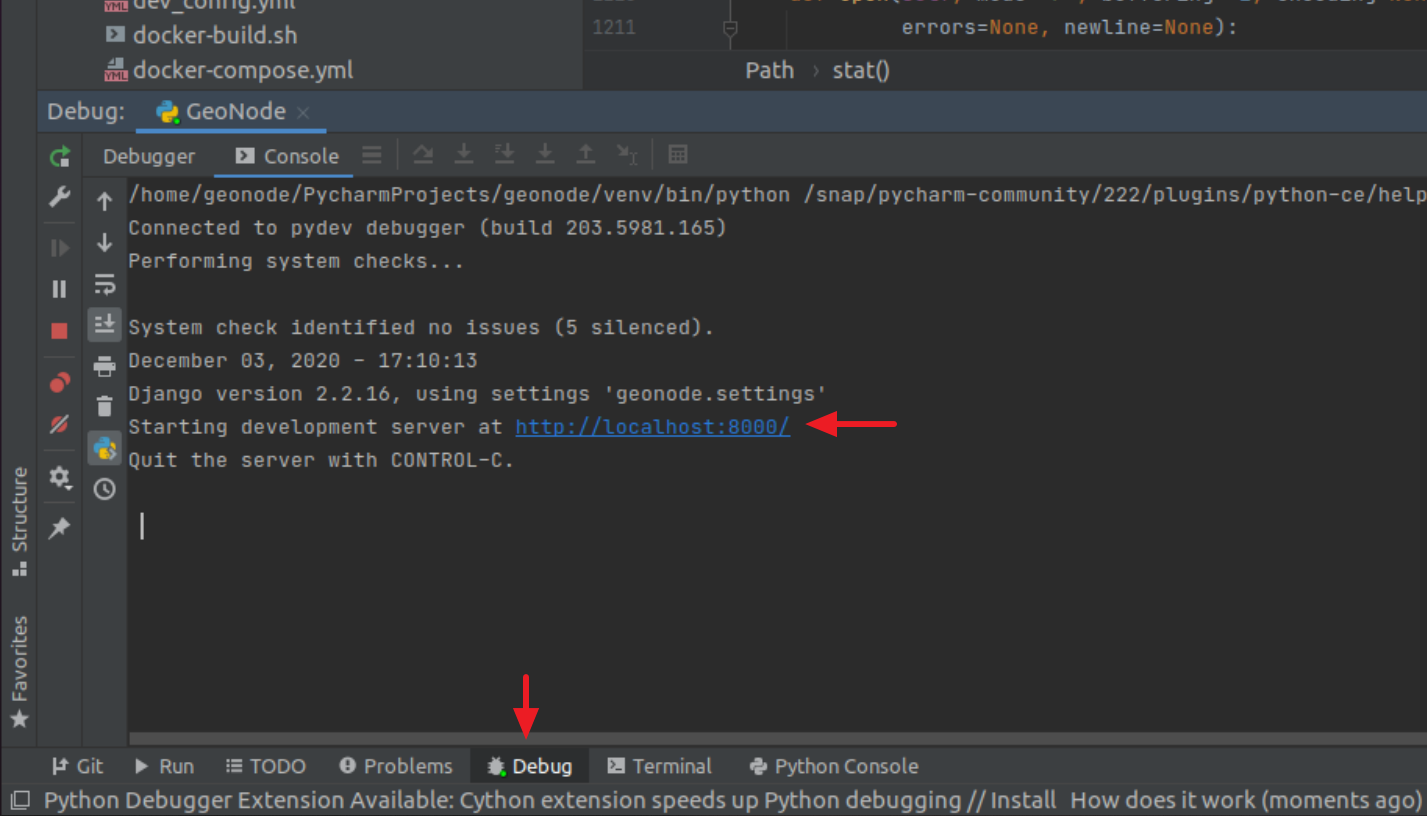 dev_config.yml
docker-build.sh
docker-compose.yml
1211
errors=None, newline=None):
Path › stat()
Debug: GeoNode
Debugger Console
/home/geonode/PycharmProjects/geonode/venv/bin/python /snap/pycharm-community/222/plugins/python-ce/help
Connected to pydev debugger (build 203.5981.165)
Performing system checks...
System check identified no issues (5 silenced).
December 03, 2020 - 17:10:13
Django version 2.2.16, using settings 'geonode.settings'
Starting development server at http://localhost:8000/
Quit the server with CONTROL-C.
Structure
Favorites
Git Run TODO Problems Debug Terminal Python Console
Python Debugger Extension Available: Cython extension speeds up Python debugging // Install How does it work (moments ago)